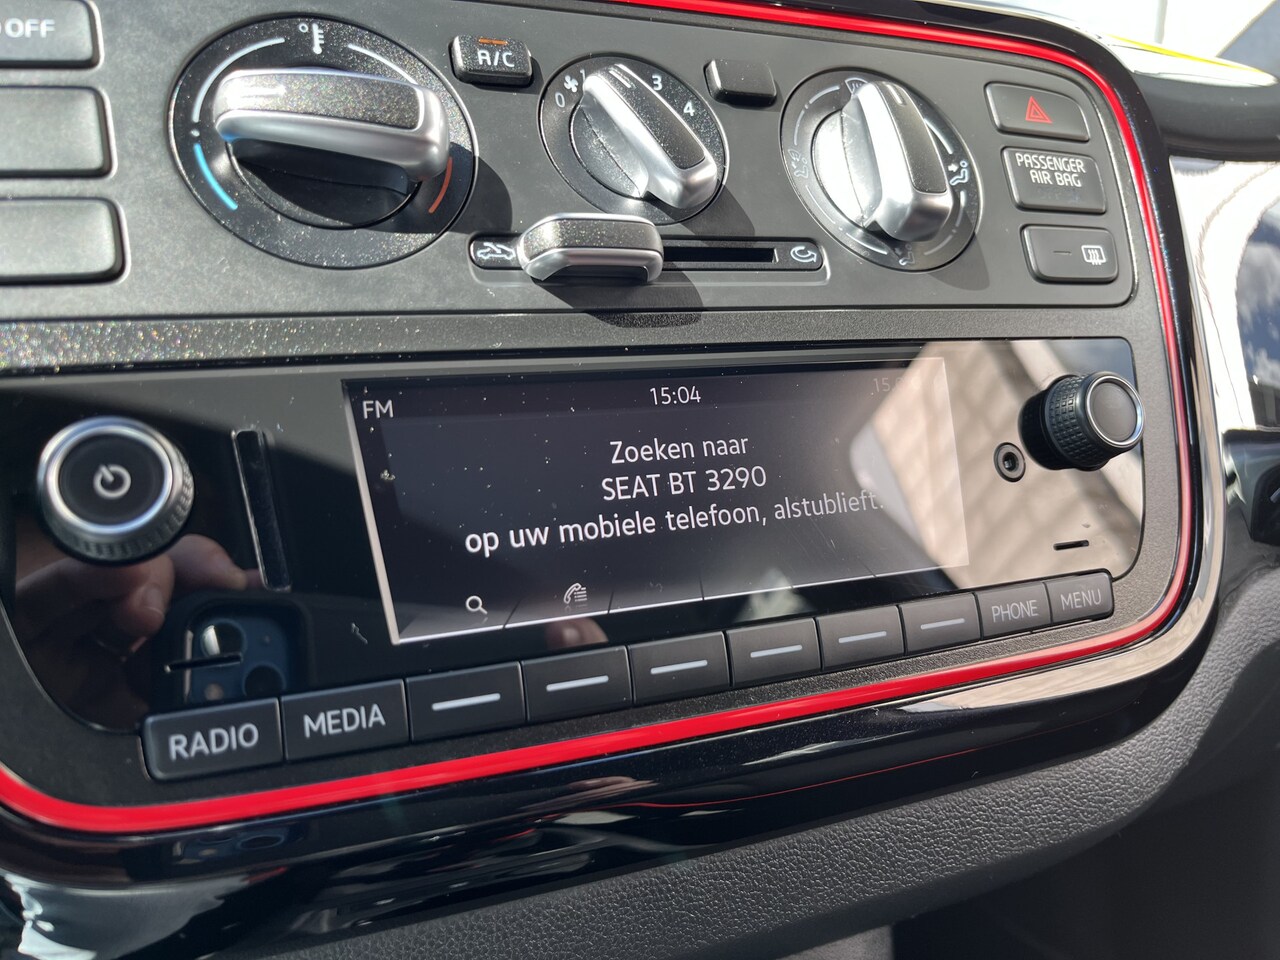 OFF
A/C
0 1 3 4
PASSENGER
AIR BAG
FM
15:04
Zoeken naar
SEAT BT 3290
op uw mobiele telefoon, alstublieft.
RADIO
MEDIA
PHONE
MENU